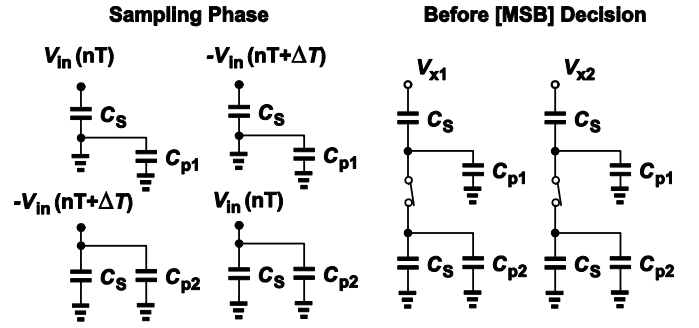 Sampling Phase
Before [MSB] Decision
Vin (nT)
-Vin (nT+ΔT)
Vx1
Vx2
CS
CS
CS
CS
Cp1
Cp1
Cp1
Cp1
-Vin (nT+ΔT)
Vin (nT)
CS
Cp2
CS
Cp2
CS
Cp2
CS
Cp2